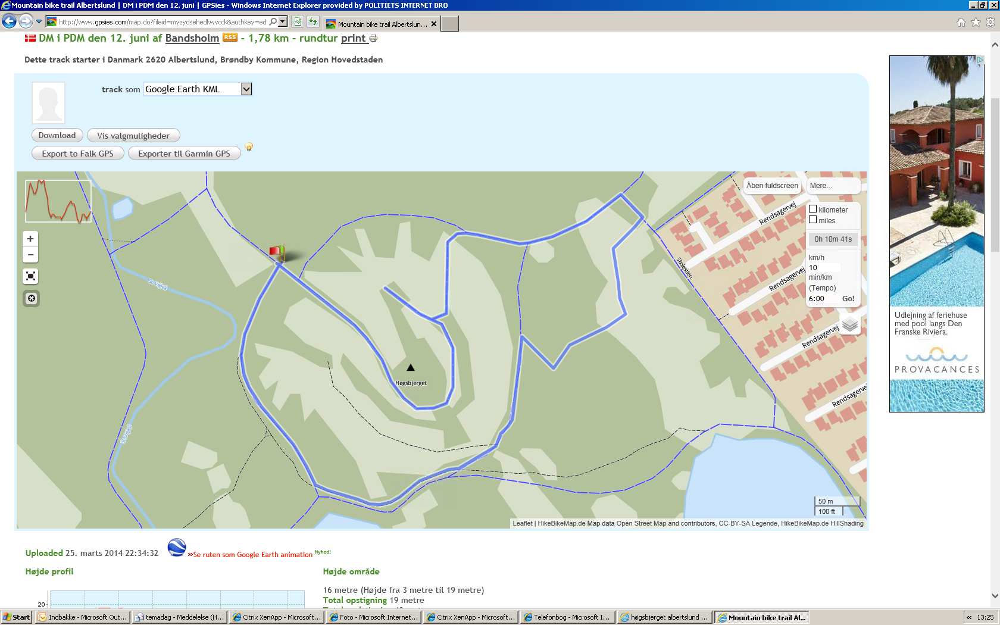 Mountain bike trail Albertslund | DM i PDM den 12. juni | GPSies - Windows Internet Explorer provided by POLITIETS INTERNET BRO
http://www.gpsies.com/map.do?fileid=myzydsehedkwvcck&authkey=ed
Mountain bike trail Albertslun...
DM i PDM den 12. juni af Bandsholm RSS - 1,78 km - rundtur print
Dette track starter i Danmark 2620 Albertslund, Brøndby Kommune, Region Hovedstaden
track som Google Earth KML
Download Vis valgmuligheder
Export to Falk GPS Exporter til Garmin GPS
Åben fuldscreen Mere...
kilometer
miles
0h 10m 41s
km/h
10
min/km
(Tempo)
6:00 Go!
+
−
Rendsagervej
Skolestien
Rendsagervej
St. Vejleå
Rendsagervej
Høgsbjerget
Rendsagerve
St. Vejleå
50 m
100 ft
Leaflet | HikeBikeMap.de Map data Open Street Map and contributors, CC-BY-SA Legende, HikeBikeMap.de HillShading
Udlejning af feriehuse
med pool langs Den
Franske Riviera.
PROVACANCES
Uploaded 25. marts 2014 22:34:32 »Se ruten som Google Earth animation Nyhed!
Højde profil
Højde område
16 metre (Højde fra 3 metre til 19 metre)
Total opstigning 19 metre
20
Start Indbakke - Microsoft Out... temadag - Meddelelse (H... Citrix XenApp - Microsoft... Foto - Microsoft Internet... Citrix XenApp - Microsoft... Telefonbog - Microsoft I... høgsbjerget albertslund ... Mountain bike trail Al... « 13:25